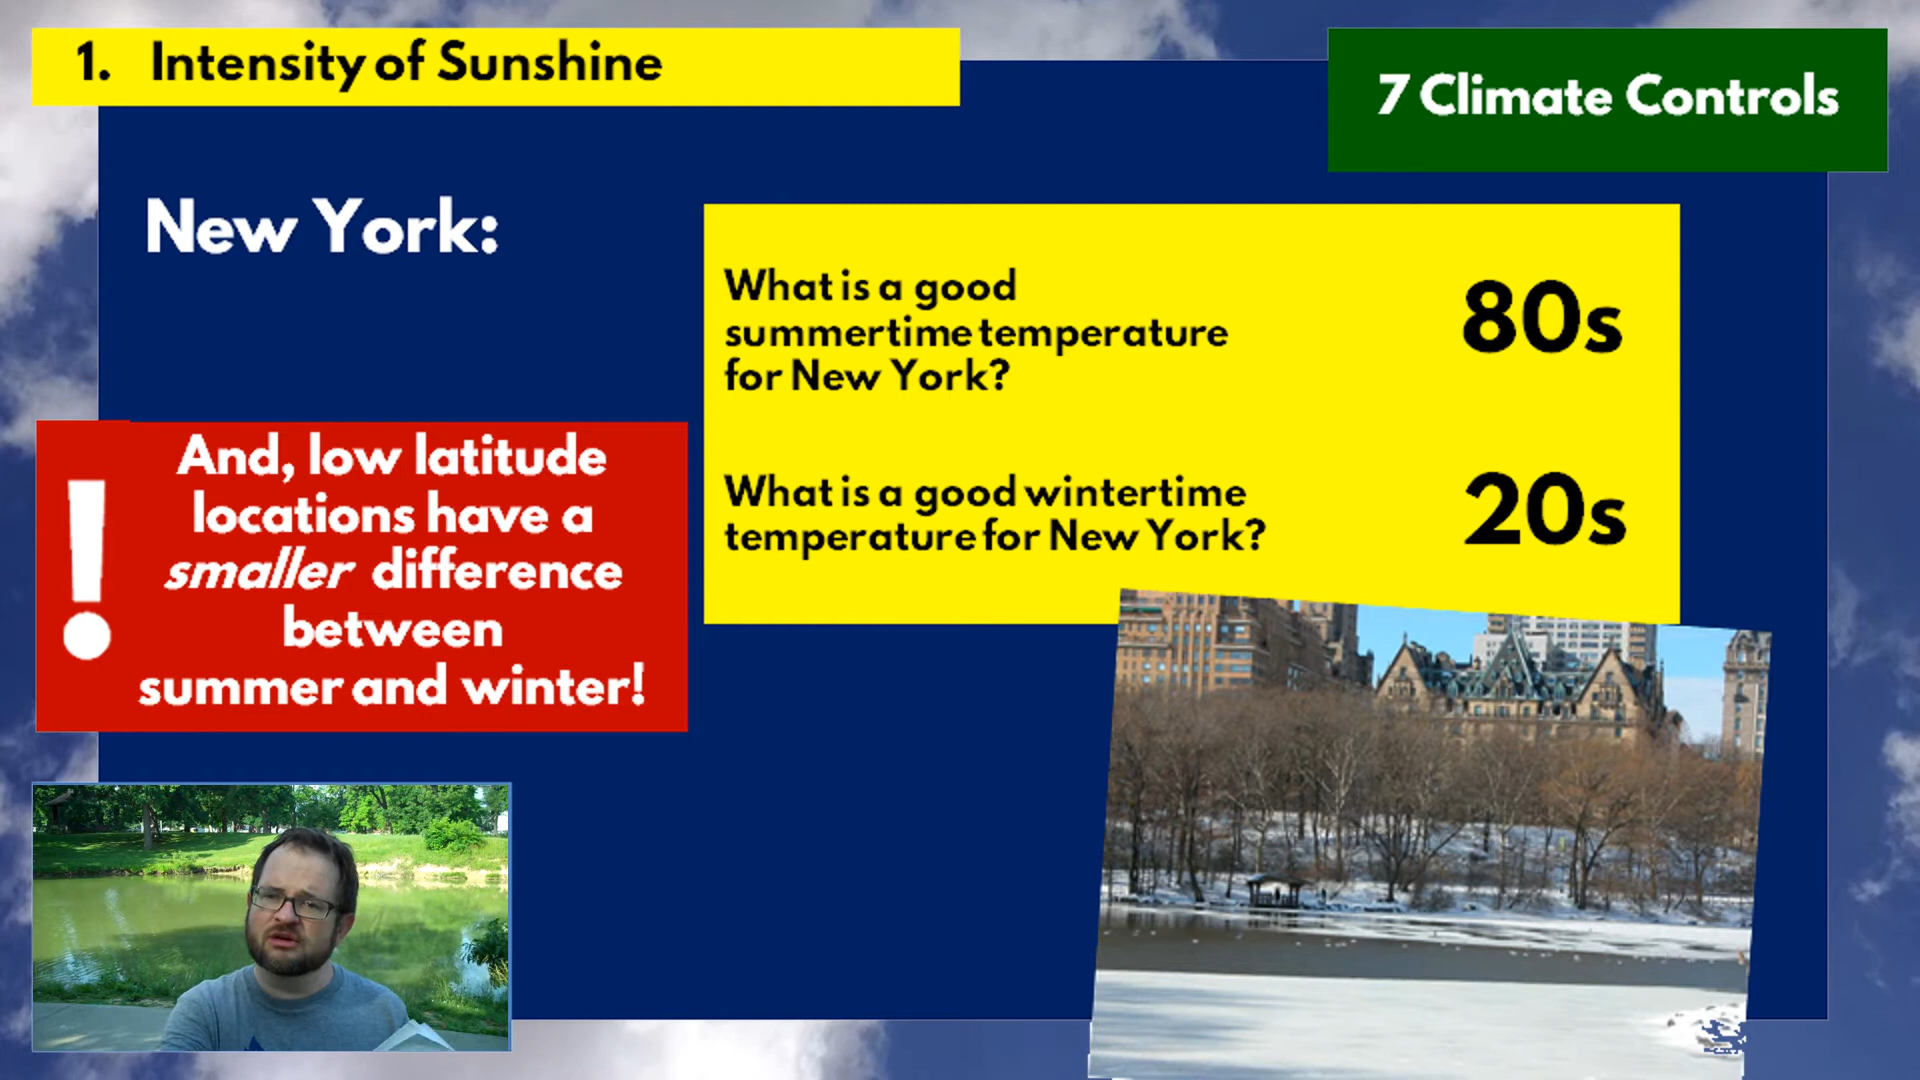 1. Intensity of Sunshine
7 Climate Controls
New York:
What is a good
summertime temperature
for New York?
80s
What is a good wintertime
temperature for New York?
20s
! And, low latitude
locations have a
smaller difference
between
summer and winter!